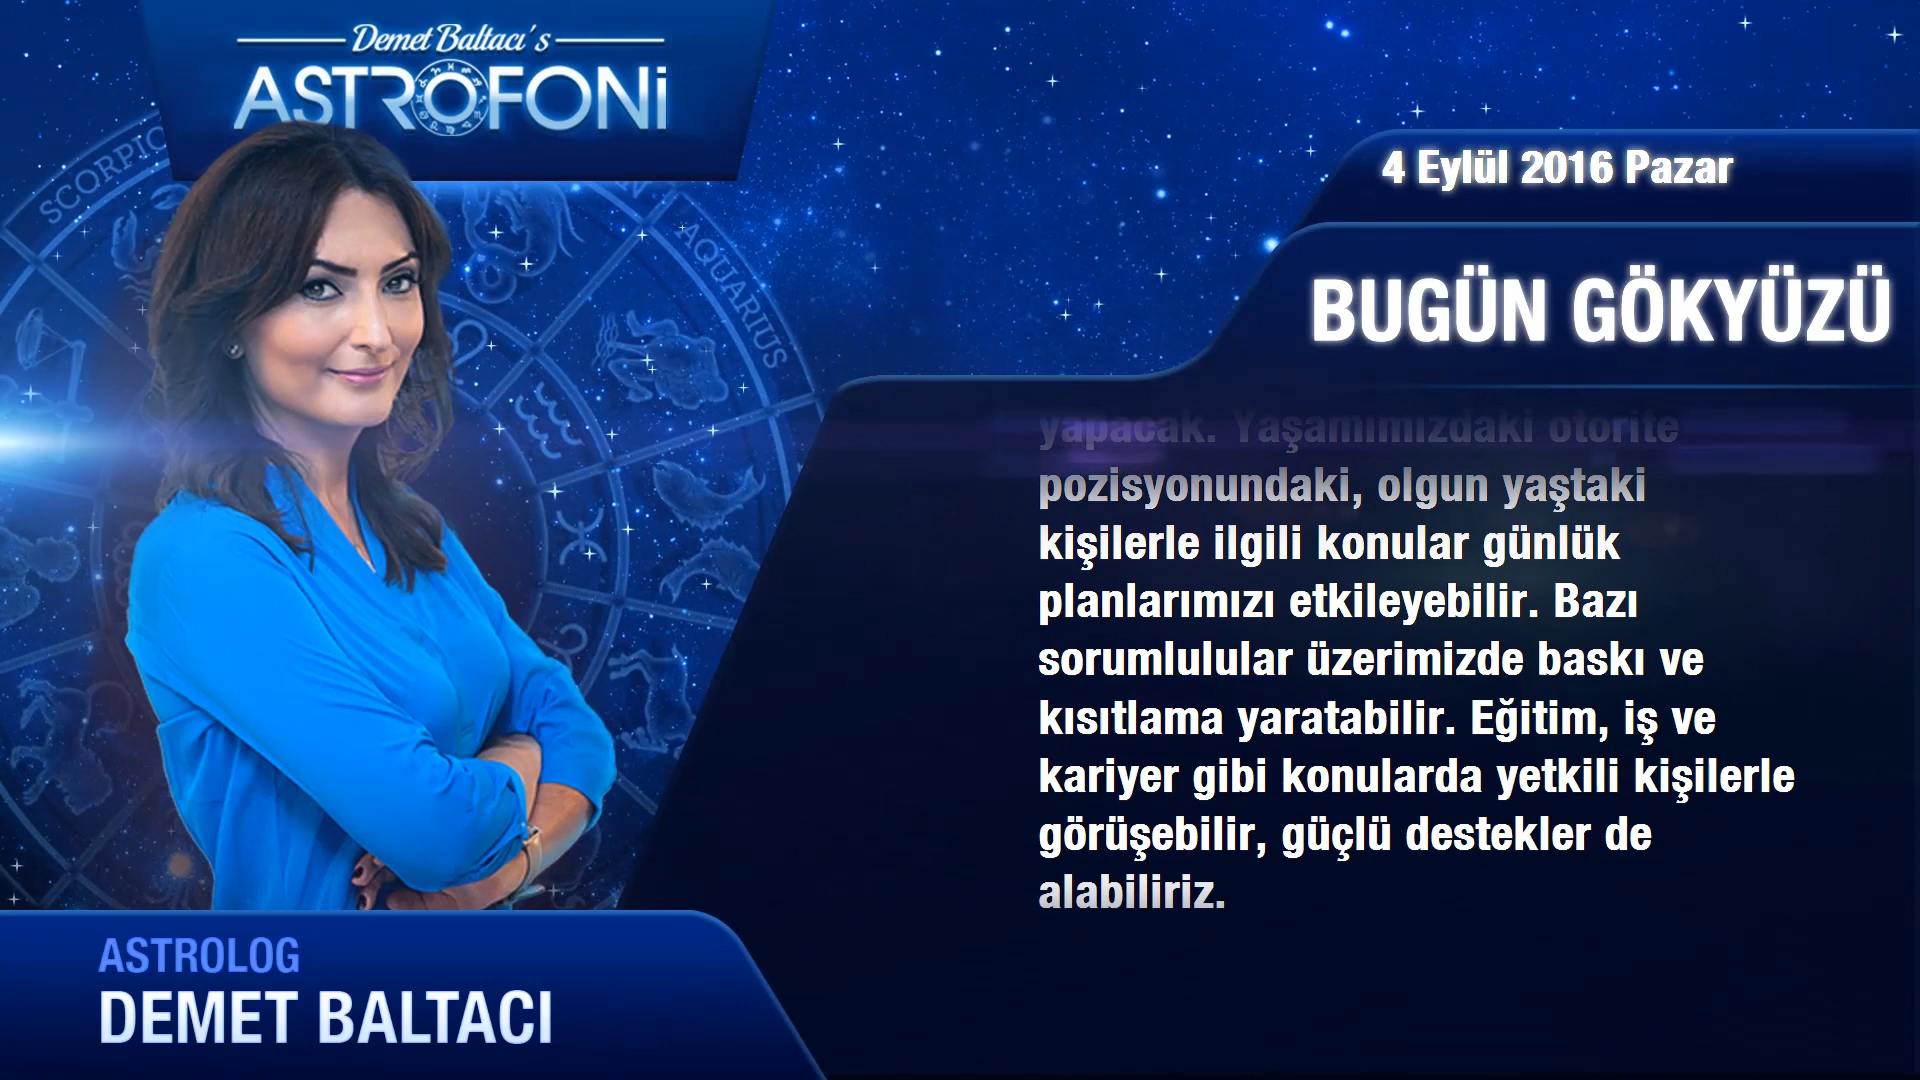 Demet Baltacı's
ASTROFONİ
SCORPIO
AQUARIUS
4 Eylül 2016 Pazar
BUGÜN GÖKYÜZÜ
yapacak. Yaşamımızdaki otorite
pozisyonundaki, olgun yaştaki
kişilerle ilgili konular günlük
planlarımızı etkileyebilir. Bazı
sorumlulular üzerimizde baskı ve
kısıtlama yaratabilir. Eğitim, iş ve
kariyer gibi konularda yetkili kişilerle
görüşebilir, güçlü destekler de
alabiliriz.
ASTROLOG
DEMET BALTACI